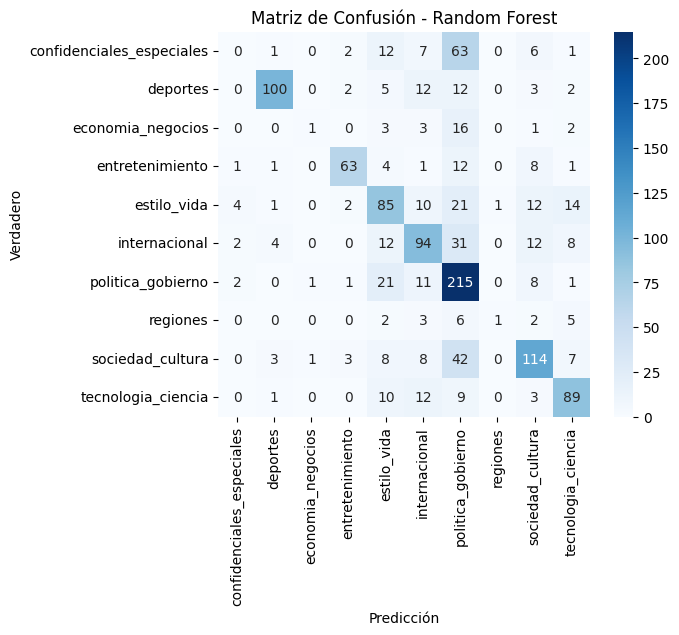 Matriz de Confusión - Random Forest
Verdadero
confidenciales_especiales 0 1 0 2 12 7 63 0 6 1
deportes 0 100 0 2 5 12 12 0 3 2
economia_negocios 0 0 1 0 3 3 16 0 1 2
entretenimiento 1 1 0 63 4 1 12 0 8 1
estilo_vida 4 1 0 2 85 10 21 1 12 14
internacional 2 4 0 0 12 94 31 0 12 8
politica_gobierno 2 0 1 1 21 11 215 0 8 1
regiones 0 0 0 0 2 3 6 1 2 5
sociedad_cultura 0 3 1 3 8 8 42 0 114 7
tecnologia_ciencia 0 1 0 0 10 12 9 0 3 89
confidenciales_especiales
deportes
economia_negocios
entretenimiento
estilo_vida
internacional
politica_gobierno
regiones
sociedad_cultura
tecnologia_ciencia
Predicción
200
175
150
125
100
75
50
25
0